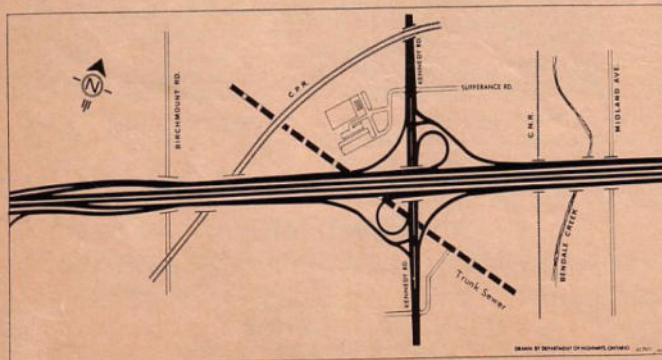 N
BIRCHMOUNT RD.
C.P.R.
KENNEDY RD.
SUFFERANCE RD.
C.N.R.
MIDLAND AVE.
BENDALE CREEK
KENNEDY RD.
Trunk Sewer
DRAWN BY DEPARTMENT OF HIGHWAYS, ONTARIO